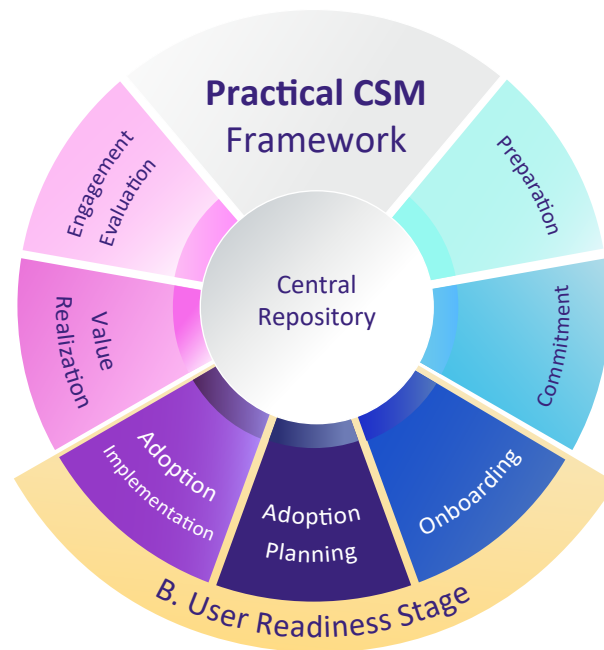 Practical CSM
Framework
Preparation
Commitment
Onboarding
Adoption
Planning
Adoption
Implementation
Value
Realization
Engagement
Evaluation
Central
Repository
B. User Readiness Stage